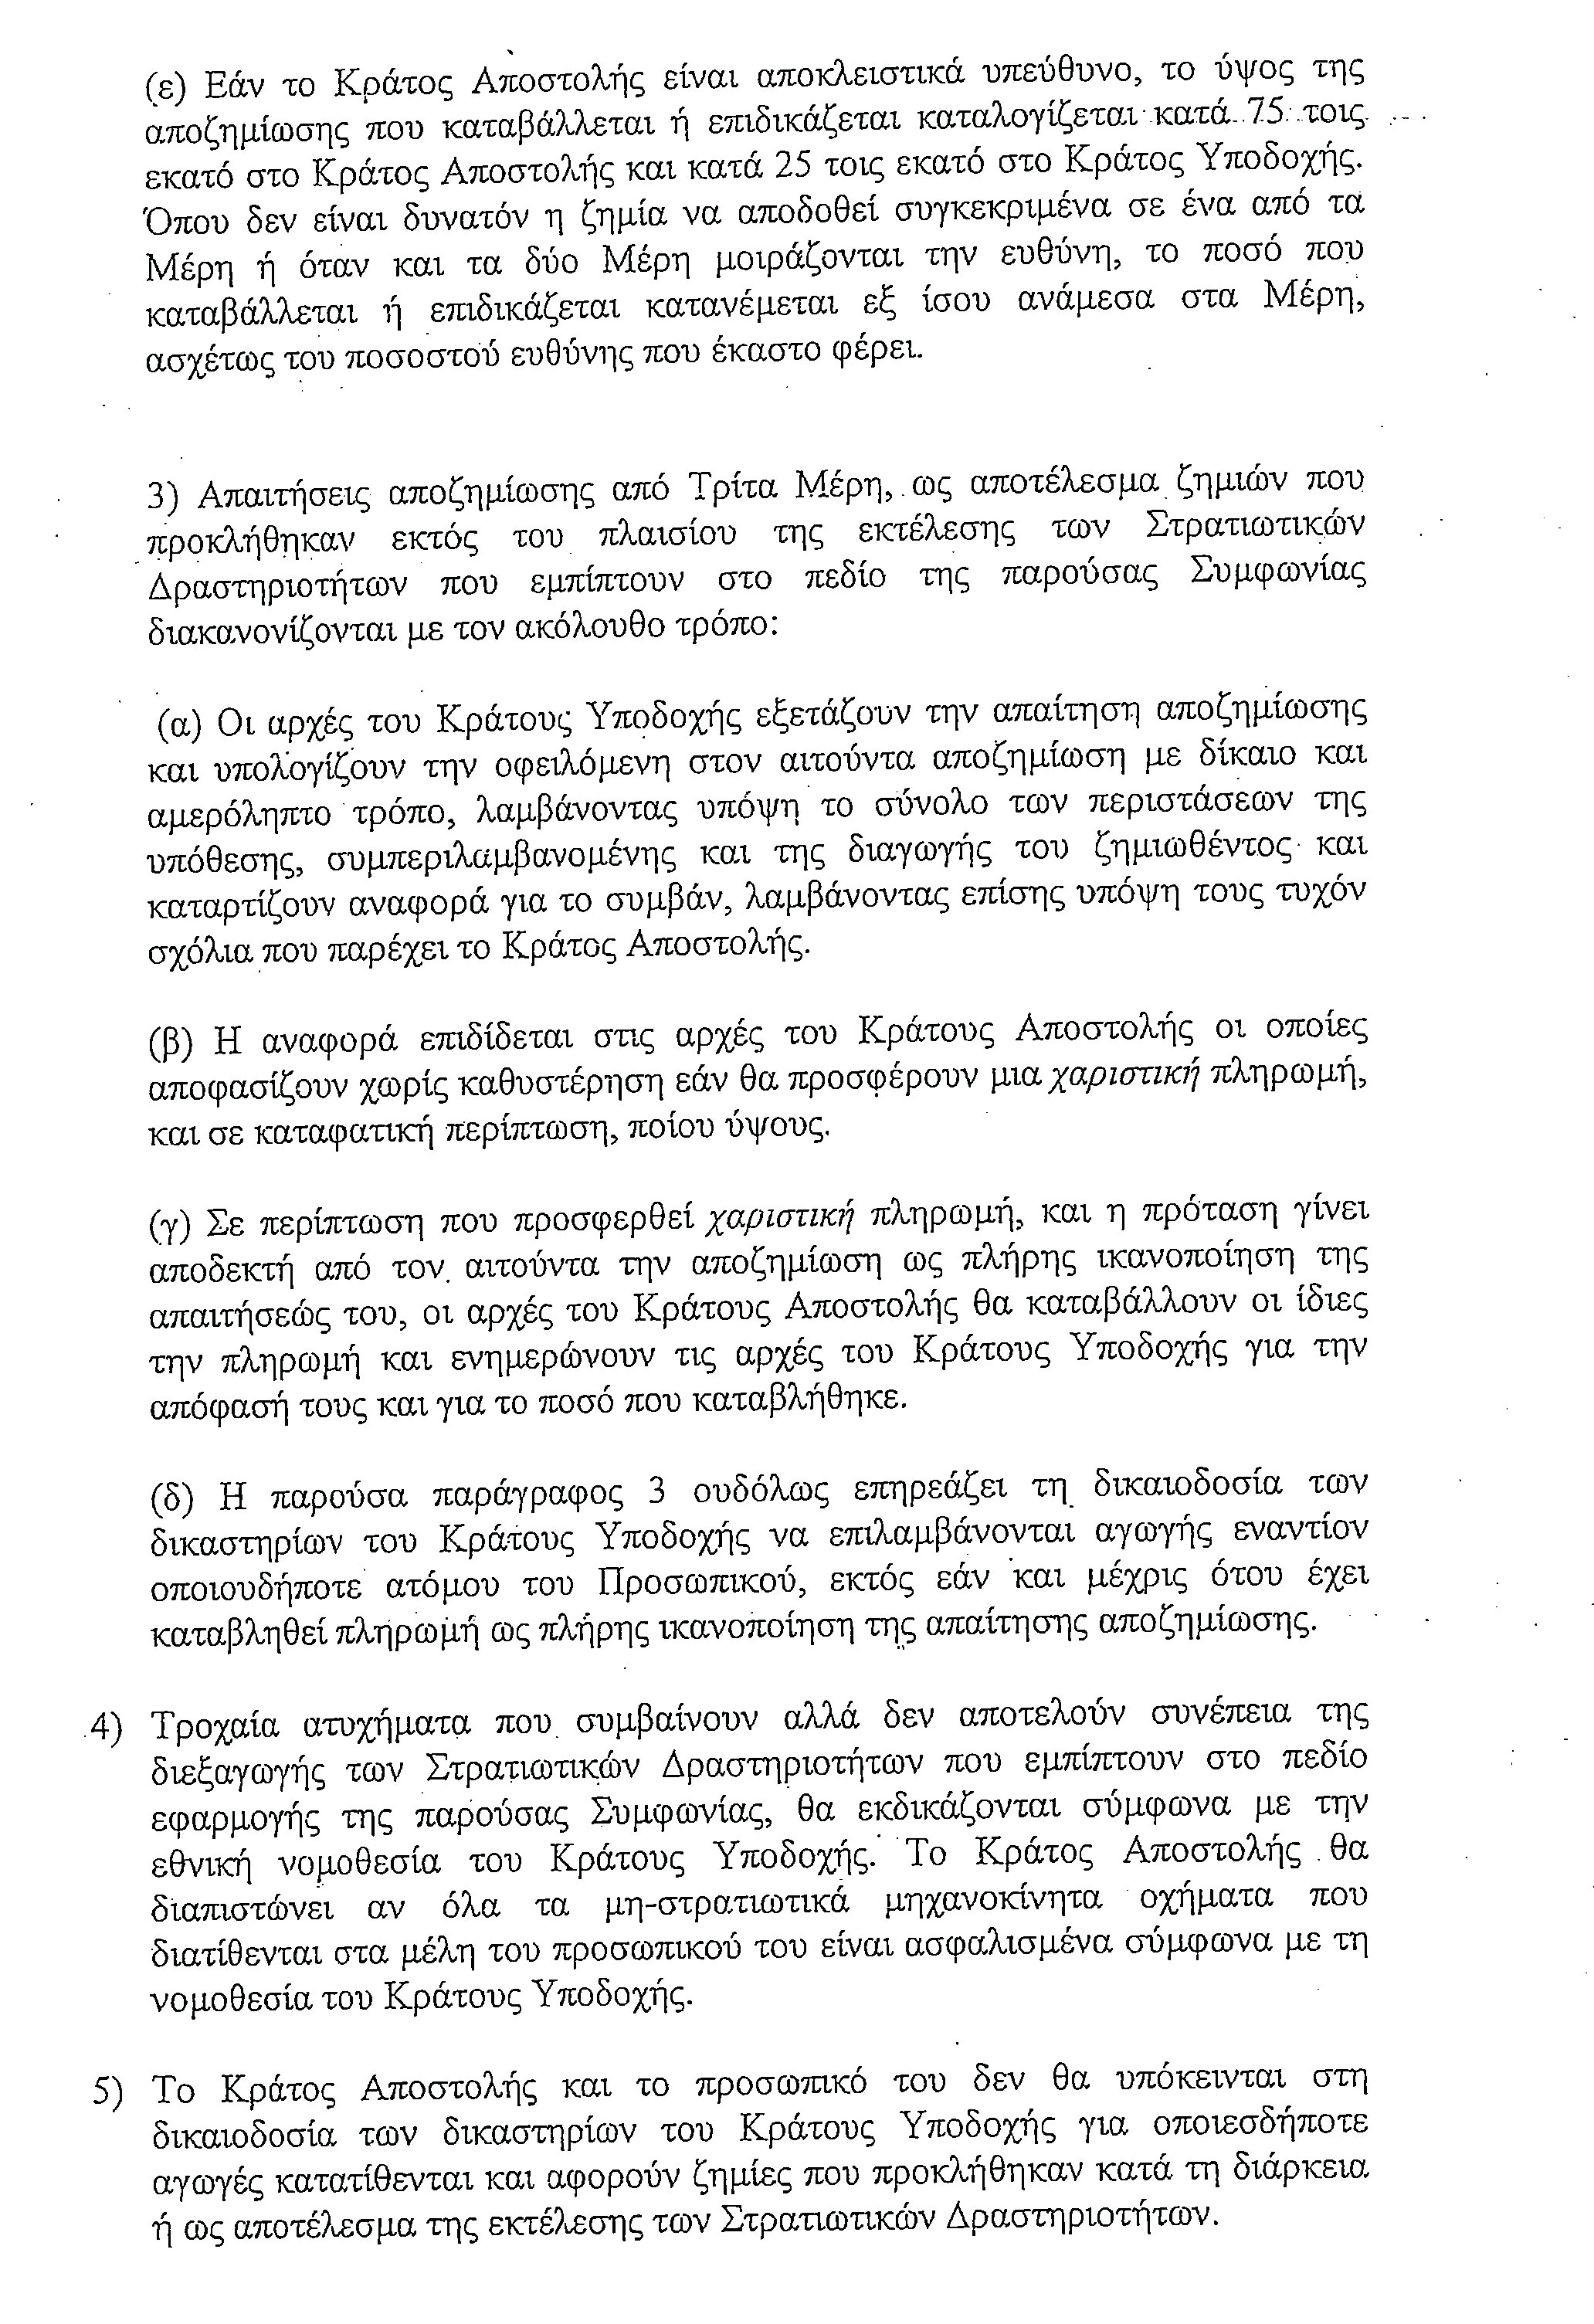 (ε) Εάν το Κράτος Αποστολής είναι αποκλειστικά υπεύθυνο, το ύψος της
αποζημίωσης που καταβάλλεται ή επιδικάζεται καταλογίζεται κατά 75 τοις
εκατό στο Κράτος Αποστολής και κατά 25 τοις εκατό στο Κράτος Υποδοχής.
Όπου δεν είναι δυνατόν η ζημία να αποδοθεί συγκεκριμένα σε ένα από τα
Μέρη ή όταν και τα δύο Μέρη μοιράζονται την ευθύνη, το ποσό που
καταβάλλεται ή επιδικάζεται κατανέμεται εξ ίσου ανάμεσα στα Μέρη,
ασχέτως του ποσοστού ευθύνης που έκαστο φέρει.
3) Απαιτήσεις αποζημίωσης από Τρίτα Μέρη, ως αποτέλεσμα ζημιών που
προκλήθηκαν εκτός του πλαισίου της εκτέλεσης των Στρατιωτικών
Δραστηριοτήτων που εμπίπτουν στο πεδίο της παρούσας Συμφωνίας
διακανονίζονται με τον ακόλουθο τρόπο:
(α) Οι αρχές του Κράτους Υποδοχής εξετάζουν την απαίτηση αποζημίωσης
και υπολογίζουν την οφειλόμενη στον αιτούντα αποζημίωση με δίκαιο και
αμερόληπτο τρόπο, λαμβάνοντας υπόψη το σύνολο των περιστάσεων της
υπόθεσης, συμπεριλαμβανομένης και της διαγωγής του ζημιωθέντος και
καταρτίζουν αναφορά για το συμβάν, λαμβάνοντας επίσης υπόψη τους τυχόν
σχόλια που παρέχει το Κράτος Αποστολής.
(β) Η αναφορά επιδίδεται στις αρχές του Κράτους Αποστολής οι οποίες
αποφασίζουν χωρίς καθυστέρηση εάν θα προσφέρουν μια χαριστική πληρωμή,
και σε καταφατική περίπτωση, ποίου ύψους.
(γ) Σε περίπτωση που προσφερθεί χαριστική πληρωμή, και η πρόταση γίνει
αποδεκτή από τον αιτούντα την αποζημίωση ως πλήρης ικανοποίηση της
απαιτήσεώς του, οι αρχές του Κράτους Αποστολής θα καταβάλλουν οι ίδιες
την πληρωμή και ενημερώνουν τις αρχές του Κράτους Υποδοχής για την
απόφασή τους και για το ποσό που καταβλήθηκε.
(δ) Η παρούσα παράγραφος 3 ουδόλως επηρεάζει τη δικαιοδοσία των
δικαστηρίων του Κράτους Υποδοχής να επιλαμβάνονται αγωγής εναντίον
οποιουδήποτε ατόμου του Προσωπικού, εκτός εάν και μέχρις ότου έχει
καταβληθεί πληρωμή ως πλήρης ικανοποίηση της απαίτησης αποζημίωσης.
4) Τροχαία ατυχήματα που συμβαίνουν αλλά δεν αποτελούν συνέπεια της
διεξαγωγής των Στρατιωτικών Δραστηριοτήτων που εμπίπτουν στο πεδίο
εφαρμογής της παρούσας Συμφωνίας, θα εκδικάζονται σύμφωνα με την
εθνική νομοθεσία του Κράτους Υποδοχής. Το Κράτος Αποστολής θα
διαπιστώνει αν όλα τα μη-στρατιωτικά μηχανοκίνητα οχήματα που
διατίθενται στα μέλη του προσωπικού του είναι ασφαλισμένα σύμφωνα με τη
νομοθεσία του Κράτους Υποδοχής.
5) Το Κράτος Αποστολής και το προσωπικό του δεν θα υπόκεινται στη
δικαιοδοσία των δικαστηρίων του Κράτους Υποδοχής για οποιεσδήποτε
αγωγές κατατίθενται και αφορούν ζημίες που προκλήθηκαν κατά τη διάρκεια
ή ως αποτέλεσμα της εκτέλεσης των Στρατιωτικών Δραστηριοτήτων.